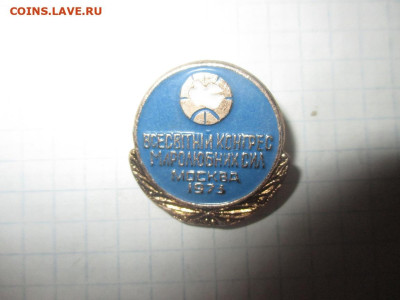 COINS.LAVE.RU
ВСЕСВІТНІЙ КОНГРЕС
МИРОЛЮБНИХ СИЛ
МОСКВА
1973